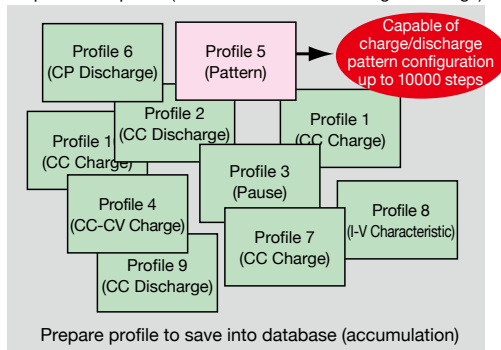 Profile 6
(CP Discharge)
Profile 5
(Pattern)
Capable of
charge/discharge
pattern configuration
up to 10000 steps
Profile 2
(CC Discharge)
Profile 1
(CC Charge)
Profile 1
(CC Charge)
Profile 3
(Pause)
Profile 4
(CC-CV Charge)
Profile 7
(CC Charge)
Profile 8
(I-V Characteristic)
Profile 9
(CC Discharge)
Prepare profile to save into database (accumulation)